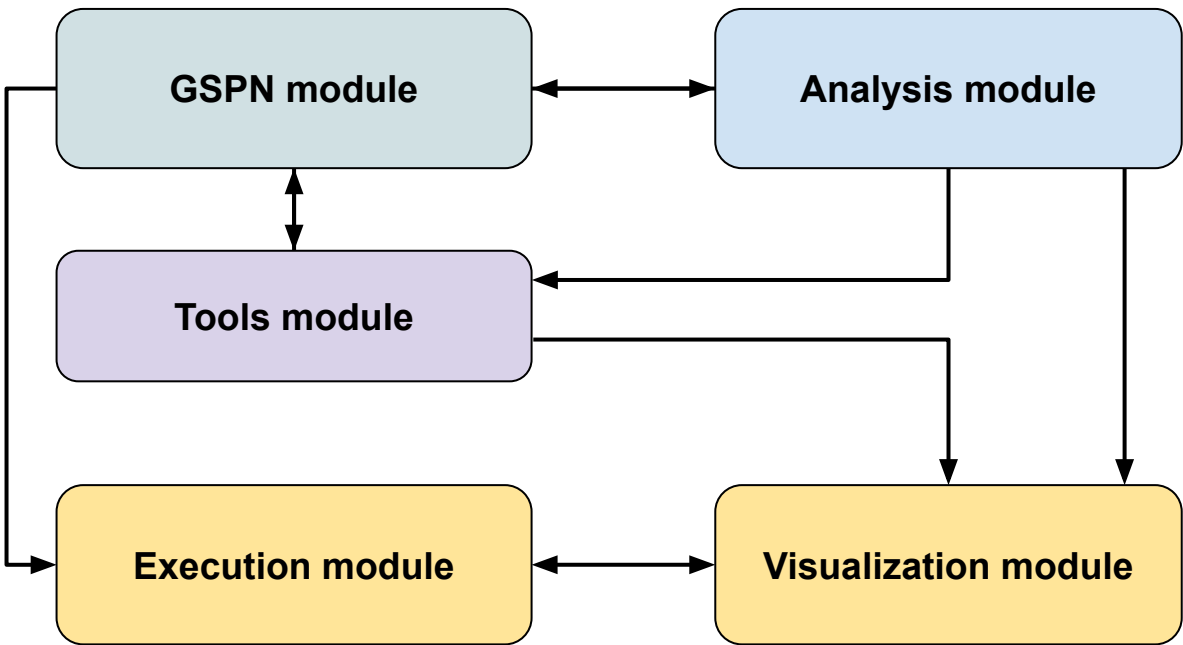 GSPN module
Analysis module
Tools module
Execution module
Visualization module